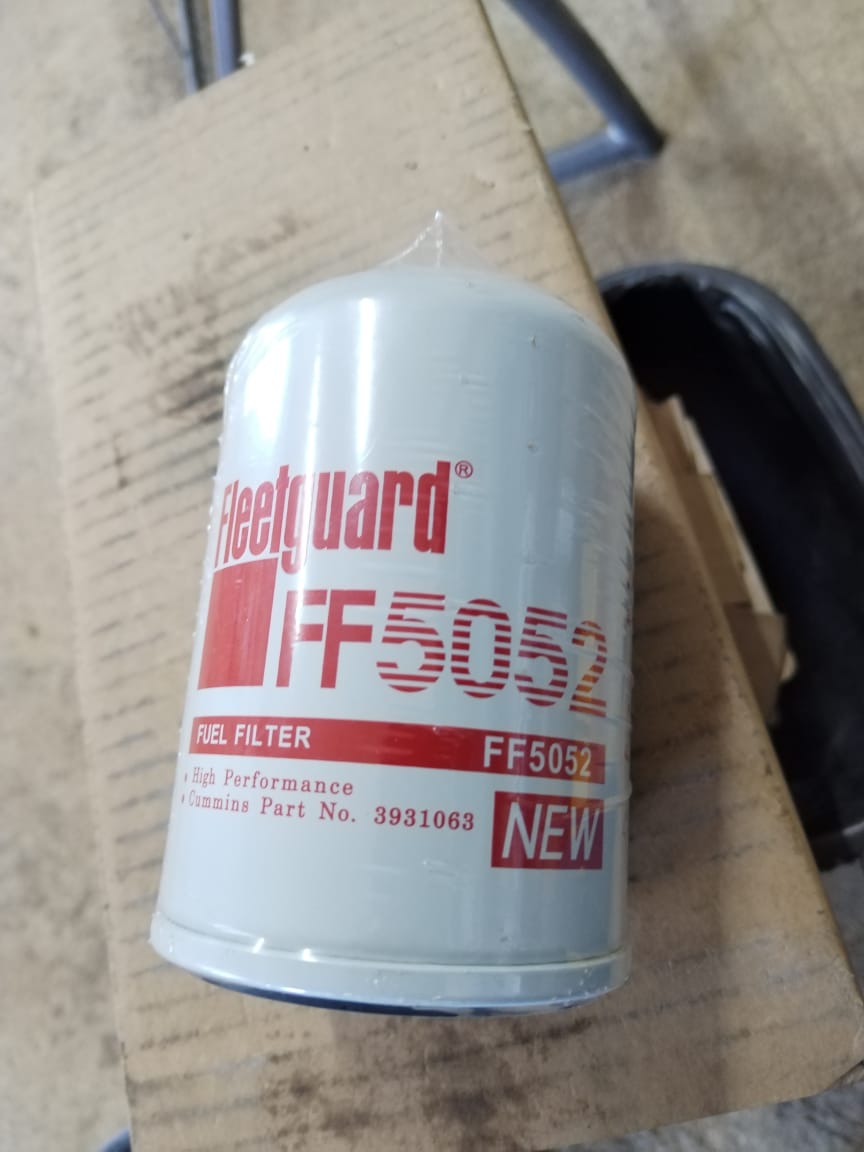 Fleetguard®
FF5052
FUEL FILTER FF5052
• High Performance
• Cummins Part No. 3931063
NEW